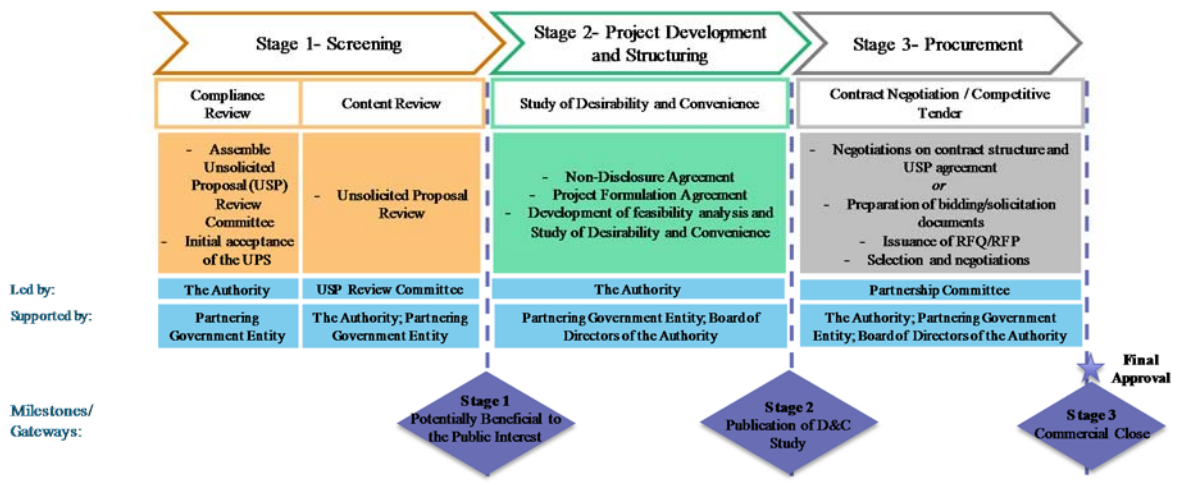 Stage 1- Screening
Stage 2- Project Development
and Structuring
Stage 3- Procurement
Compliance
Review
Content Review
Study of Desirability and Convenience
Contract Negotiation / Competitive
Tender
- Assemble
Unsolicited
Proposal (USP)
Review
Committee
- Initial acceptance
of the UPS
- Unsolicited Proposal
Review
- Non-Disclosure Agreement
- Project Formulation Agreement
- Development of feasibility analysis and
Study of Desirability and Convenience
- Negotiations on contract structure and
USP agreement
or
- Preparation of bidding/solicitation
documents
- Issuance of RFQ/RFP
- Selection and negotiations
Led by:
The Authority
USP Review Committee
The Authority
Partnership Committee
Supported by:
Partnering
Government Entity
The Authority; Partnering
Government Entity
Partnering Government Entity; Board of
Directors of the Authority
The Authority; Partnering Government
Entity; Board of Directors of the Authority
Final
Approval
Milestones/
Gateways:
Stage 1
Potentially Beneficial to
the Public Interest
Stage 2
Publication of D&C
Study
Stage 3
Commercial Close